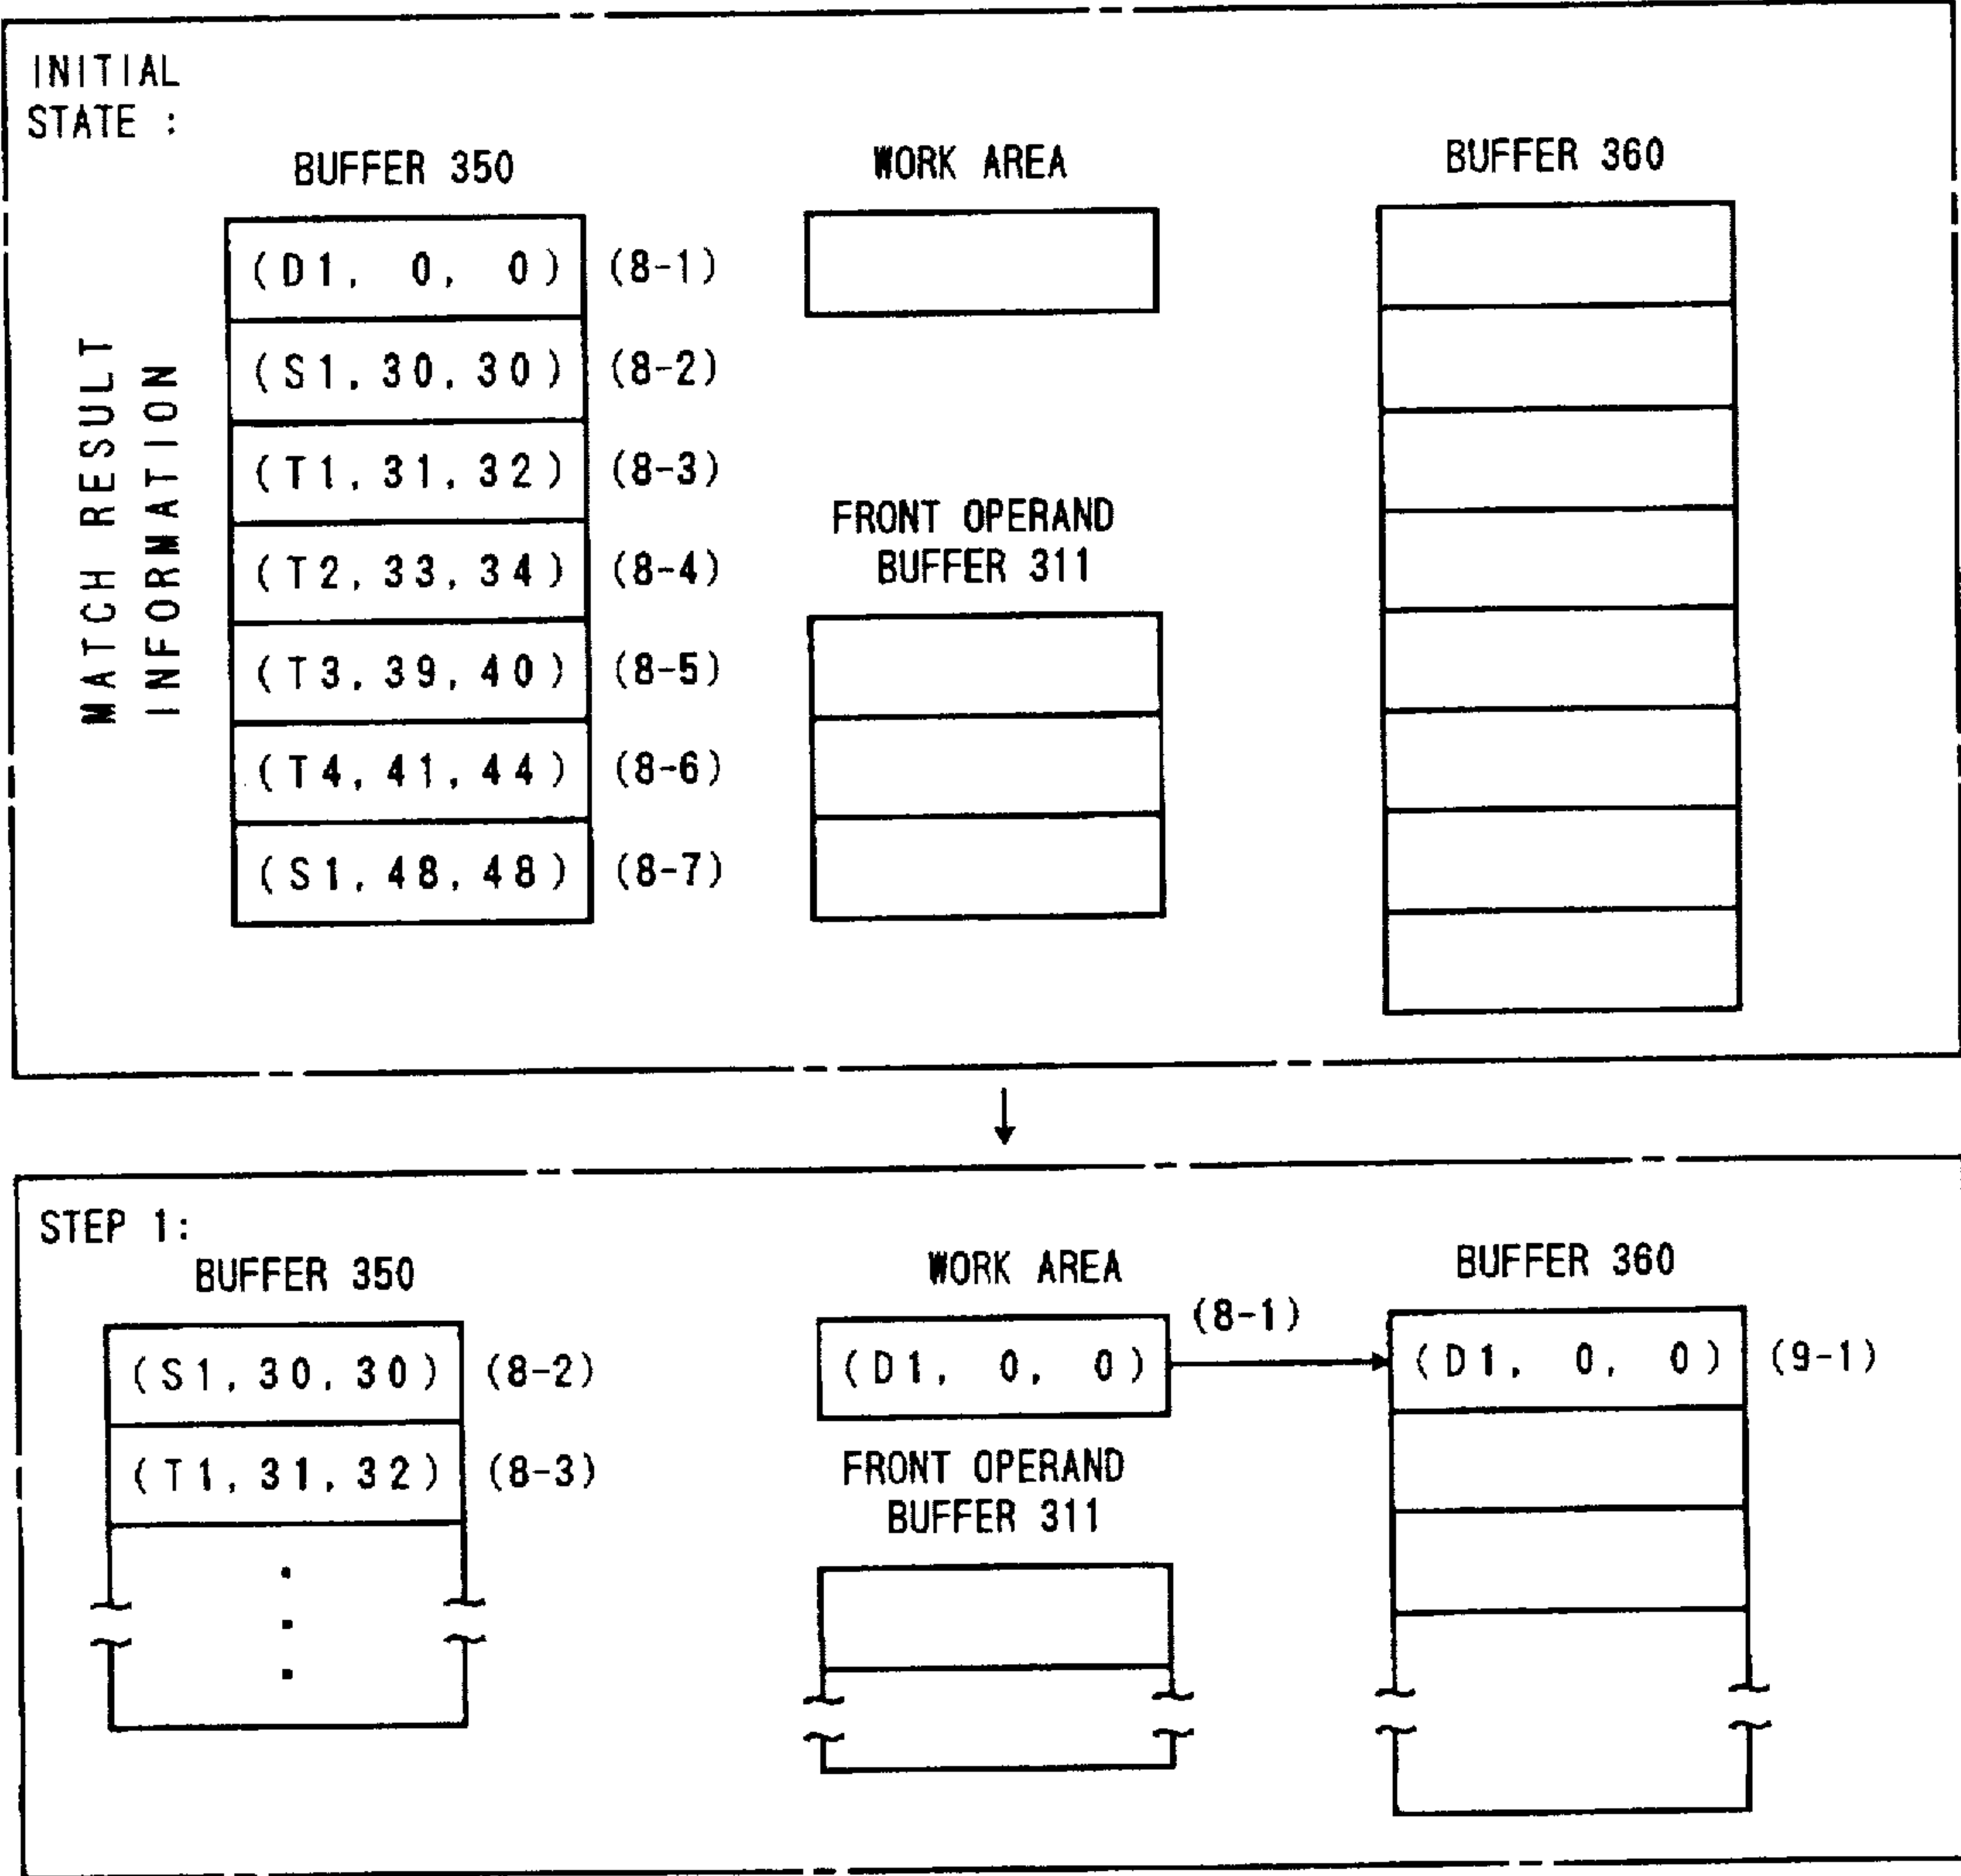 INITIAL
STATE :
BUFFER 350
WORK AREA
BUFFER 360
MATCH RESULT
INFORMATION
(D1, 0, 0) (8-1)
(S1,30,30) (8-2)
(T1,31,32) (8-3)
(T2,33,34) (8-4)
(T3,39,40) (8-5)
(T4,41,44) (8-6)
(S1,48,48) (8-7)
FRONT OPERAND
BUFFER 311
STEP 1:
BUFFER 350
WORK AREA
BUFFER 360
(S1,30,30) (8-2)
(T1,31,32) (8-3)
(D1, 0, 0)
(8-1)
(D1, 0, 0) (9-1)
FRONT OPERAND
BUFFER 311